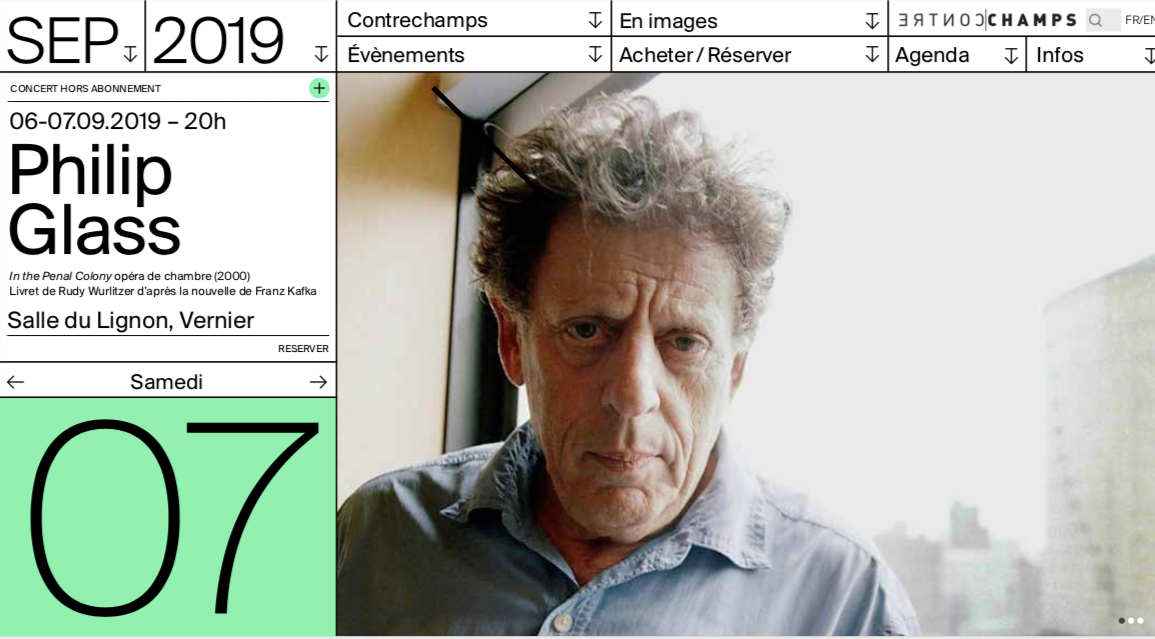 SEP
2019
Contrechamps
En images
CONTRECHAMPS
FR/EN
Évènements
Acheter / Réserver
Agenda
Infos
CONCERT HORS ABONNEMENT
06-07.09.2019 – 20h
Philip
Glass
In the Penal Colony opéra de chambre (2000)
Livret de Rudy Wurlitzer d'après la nouvelle de Franz Kafka
Salle du Lignon, Vernier
RESERVER
Samedi
07